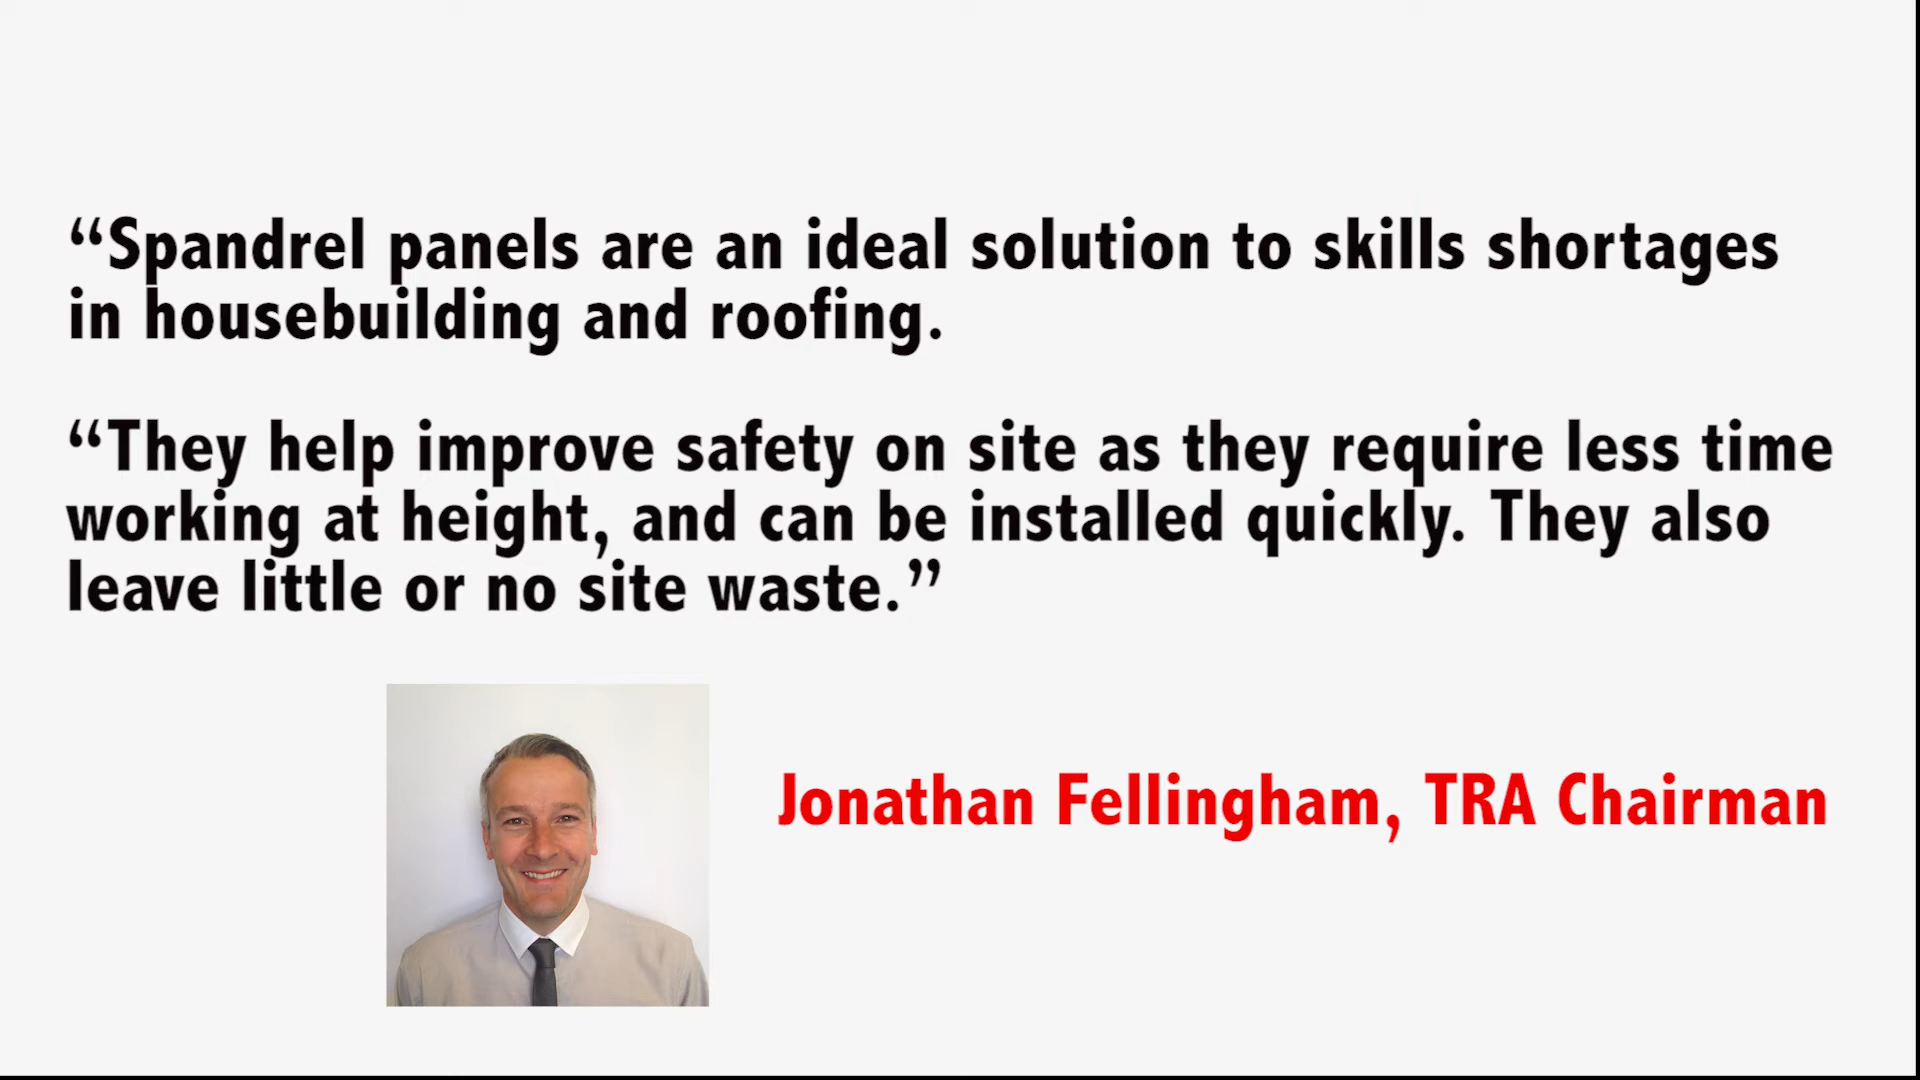 “Spandrel panels are an ideal solution to skills shortages
in housebuilding and roofing.
“They help improve safety on site as they require less time
working at height, and can be installed quickly. They also
leave little or no site waste.”
Jonathan Fellingham, TRA Chairman